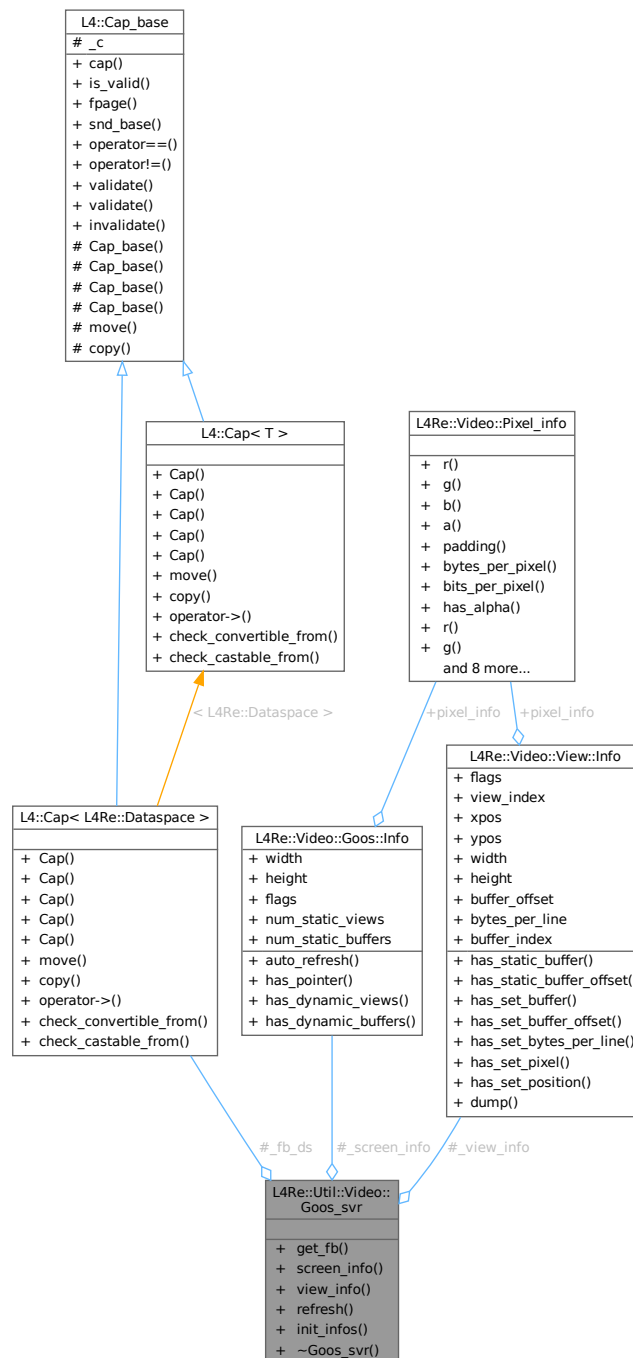 L4::Cap_base
# _c
+ cap()
+ is_valid()
+ fpage()
+ snd_base()
+ operator==()
+ operator!=()
+ validate()
+ validate()
+ invalidate()
# Cap_base()
# Cap_base()
# Cap_base()
# Cap_base()
# move()
# copy()
L4::Cap< T >
+ Cap()
+ Cap()
+ Cap()
+ Cap()
+ Cap()
+ move()
+ copy()
+ operator->()
+ check_convertible_from()
+ check_castable_from()
L4Re::Video::Pixel_info
+ r()
+ g()
+ b()
+ a()
+ padding()
+ bytes_per_pixel()
+ bits_per_pixel()
+ has_alpha()
+ r()
+ g()
and 8 more...
< L4Re::Dataspace >
+pixel_info
+pixel_info
L4::Cap< L4Re::Dataspace >
+ Cap()
+ Cap()
+ Cap()
+ Cap()
+ Cap()
+ move()
+ copy()
+ operator->()
+ check_convertible_from()
+ check_castable_from()
L4Re::Video::Goos::Info
+ width
+ height
+ flags
+ num_static_views
+ num_static_buffers
+ auto_refresh()
+ has_pointer()
+ has_dynamic_views()
+ has_dynamic_buffers()
L4Re::Video::View::Info
+ flags
+ view_index
+ xpos
+ ypos
+ width
+ height
+ buffer_offset
+ bytes_per_line
+ buffer_index
+ has_static_buffer()
+ has_static_buffer_offset()
+ has_set_buffer()
+ has_set_buffer_offset()
+ has_set_bytes_per_line()
+ has_set_pixel()
+ has_set_position()
+ dump()
#_fb_ds
#_screen_info
#_view_info
L4Re::Util::Video::
Goos_svr
+ get_fb()
+ screen_info()
+ view_info()
+ refresh()
+ init_infos()
+ ~Goos_svr()